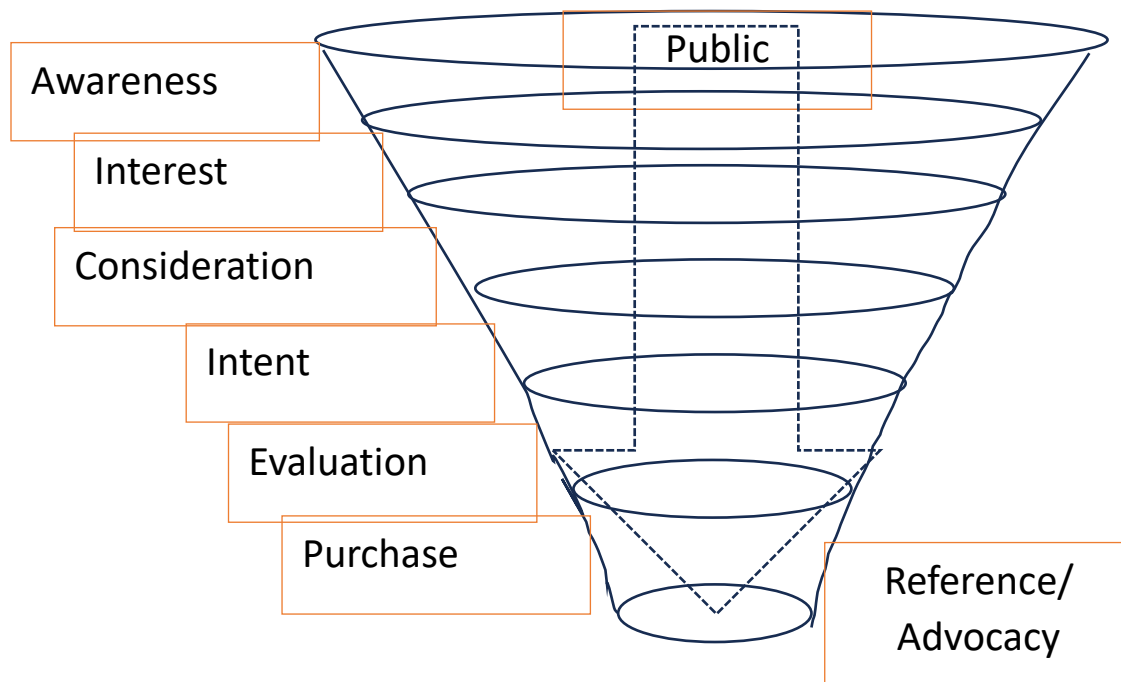 Public
Awareness
Interest
Consideration
Intent
Evaluation
Purchase
Reference/
Advocacy